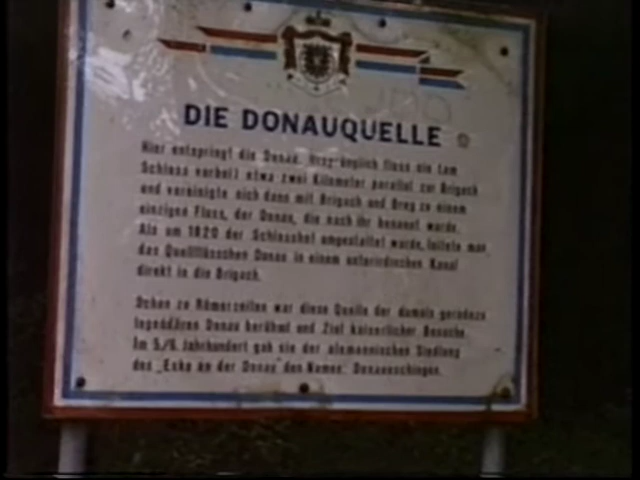 DIE DONAUQUELLE
Hier entspringt die Donau. Ursprünglich floss sie (am
Schloss vorbei) etwa zwei Kilometer parallel zur Brigach
und vereinigte sich dann mit Brigach und Breg zu einem
einzigen Fluss, der Donau, die nach ihr benannt wurde.
Als um 1820 der Schlosshof umgestaltet wurde, leitete man
das Quellflüsschen Donau in einem unterirdischen Kanal
direkt in die Brigach.
Schon zu Römerzeiten war diese Quelle der damals geradezu
legendären Donau berühmt und Ziel kaiserlicher Besuche.
Im 5./6. Jahrhundert gab sie der alemannischen Siedlung
des „Esko an der Donau" den Namen: Donaueschingen.